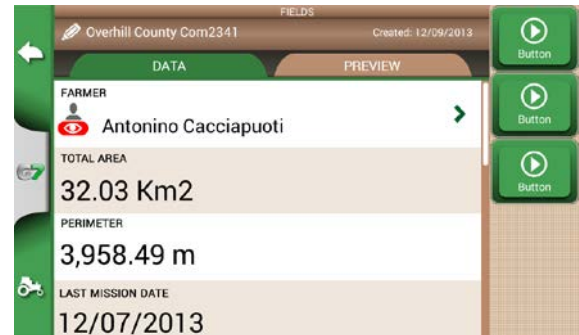 FIELDS
Overhill County Com2341 Created: 12/09/2013
DATA PREVIEW
FARMER
Antonino Cacciapuoti
TOTAL AREA
32.03 Km2
PERIMETER
3,958.49 m
LAST MISSION DATE
12/07/2013
Button
Button
Button